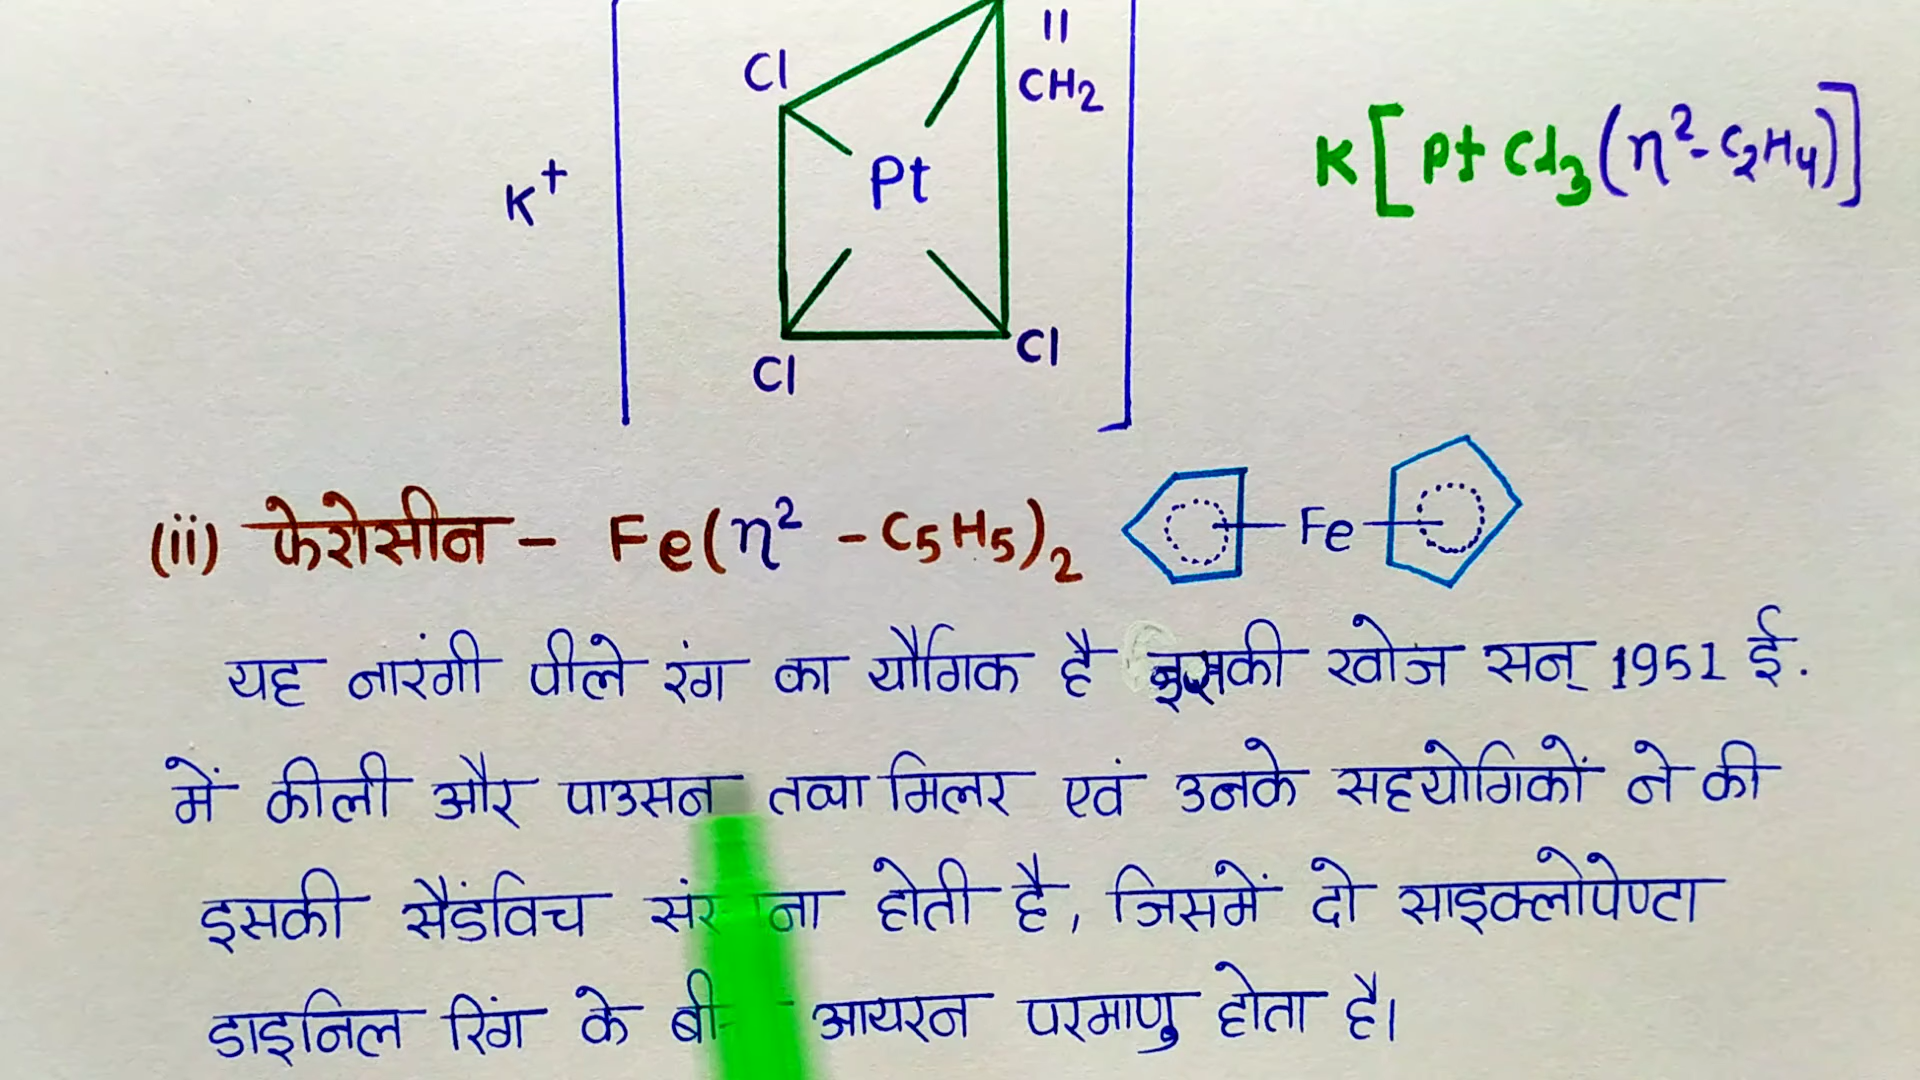 ||
Cl
CH2
K+
Pt
K[PtCl3(η²-C2H4)]
Cl
Cl
(ii) फेरोसीन - Fe(η² - C5H5)2
Fe
यह नारंगी पीले रंग का यौगिक है इसकी खोज सन् 1951 ई.
में कीली और पाउसन तथा मिलर एवं उनके सहयोगिकों ने की
इसकी सैंडविच होती है, जिसमें दो साइक्लोपेण्टा
डाइनिल रिंग के आयरन परमाणु होता है।